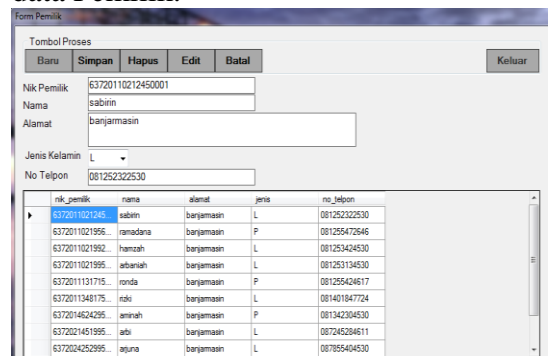 Form Pemilik
Tombol Proses
Baru Simpan Hapus Edit Batal Keluar
Nik Pemilik 63720110212450001
Nama sabirin
Alamat banjarmasin
Jenis Kelamin L
No Telpon 081252322530
nik_pemilik nama alamat jenis no_telpon
6372011021245... sabirin banjarmasin L 081252322530
6372011021956... ramadana banjarmasin P 081255472646
6372011021992... hamzah banjarmasin L 081253424530
6372011021995... arbaniah banjarmasin L 081253134530
6372011131715... ronda banjarmasin P 081255424617
6372011348175... rizki banjarmasin L 081401847724
6372014624295... aminah banjarmasin P 081342304530
6372021451995... arbi banjarmasin L 087245284611
6372024252995... arjuna banjarmasin L 087855404530